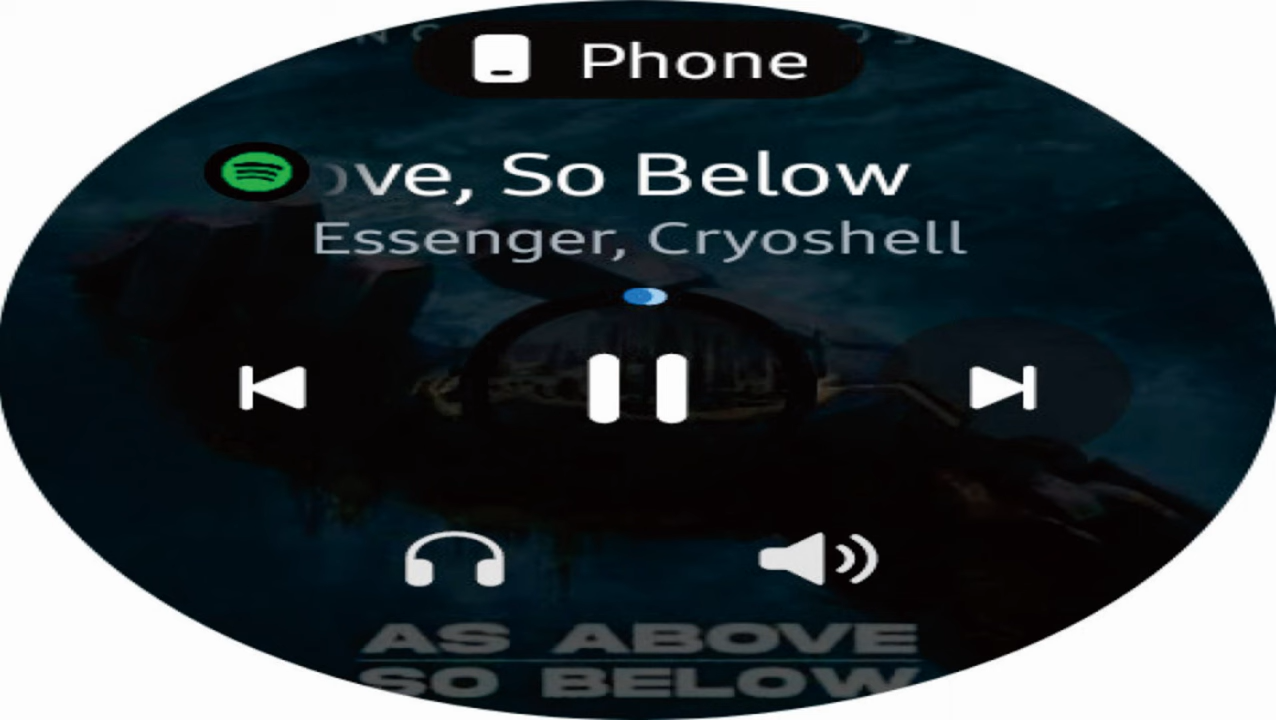 Phone
ove, So Below
Essenger, Cryoshell
AS ABOVE
SO BELOW